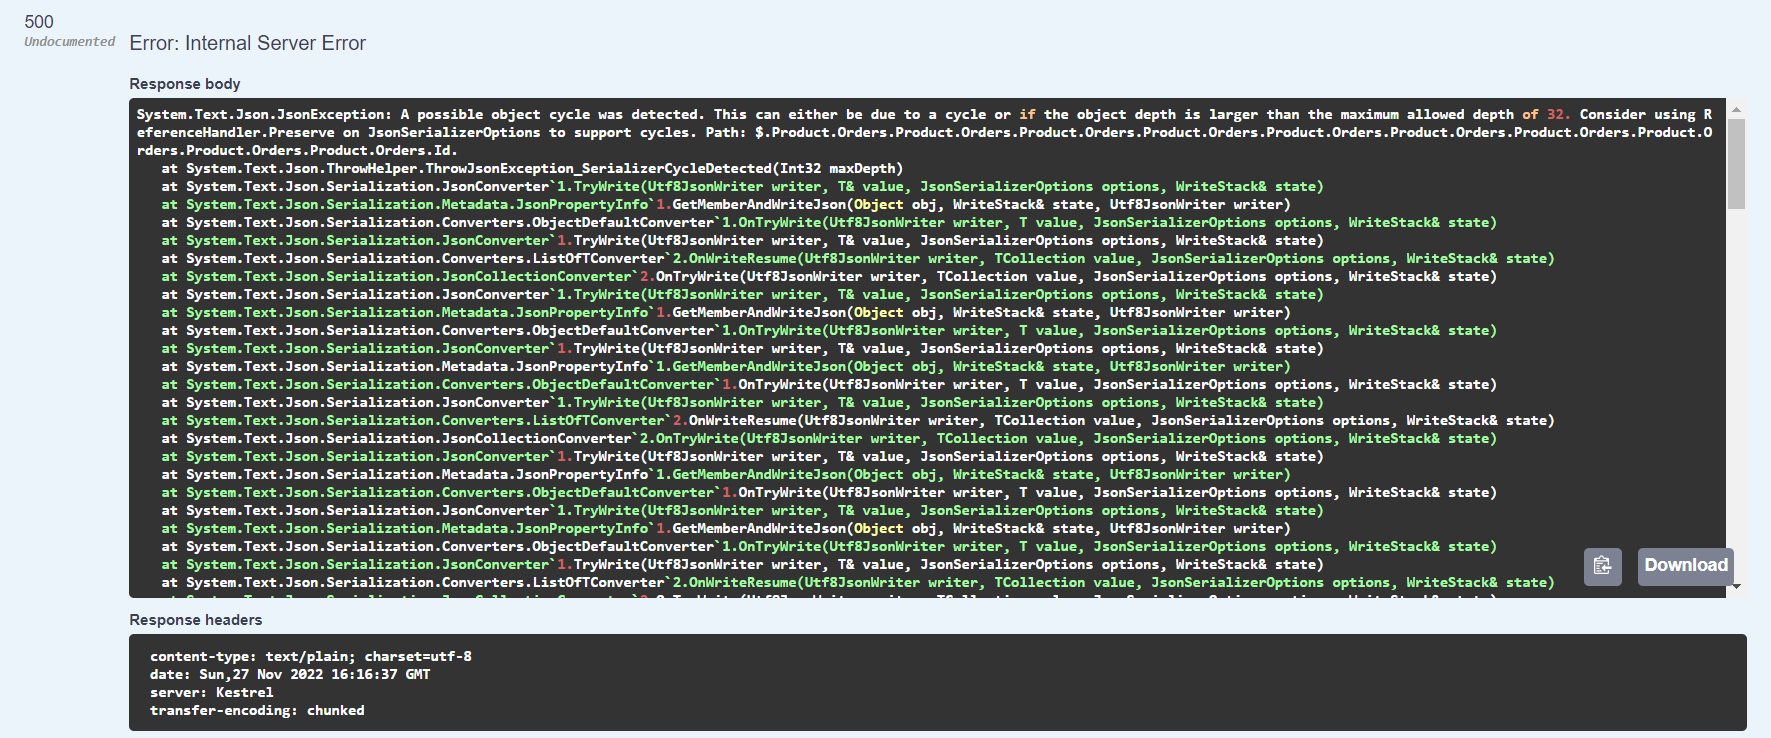 500
Undocumented
Error: Internal Server Error
Response body
System.Text.Json.JsonException: A possible object cycle was detected. This can either be due to a cycle or if the object depth is larger than the maximum allowed depth of 32. Consider using R
eferenceHandler.Preserve on JsonSerializerOptions to support cycles. Path: $.Product.Orders.Product.Orders.Product.Orders.Product.Orders.Product.Orders.Product.Orders.Product.Orders.Product.O
rders.Product.Orders.Product.Orders.Id.
at System.Text.Json.ThrowHelper.ThrowJsonException_SerializerCycleDetected(Int32 maxDepth)
at System.Text.Json.Serialization.JsonConverter`1.TryWrite(Utf8JsonWriter writer, T& value, JsonSerializerOptions options, WriteStack& state)
at System.Text.Json.Serialization.Metadata.JsonPropertyInfo`1.GetMemberAndWriteJson(Object obj, WriteStack& state, Utf8JsonWriter writer)
at System.Text.Json.Serialization.Converters.ObjectDefaultConverter`1.OnTryWrite(Utf8JsonWriter writer, T value, JsonSerializerOptions options, WriteStack& state)
at System.Text.Json.Serialization.JsonConverter`1.TryWrite(Utf8JsonWriter writer, T& value, JsonSerializerOptions options, WriteStack& state)
at System.Text.Json.Serialization.Converters.ListOfTConverter`2.OnWriteResume(Utf8JsonWriter writer, TCollection value, JsonSerializerOptions options, WriteStack& state)
at System.Text.Json.Serialization.JsonCollectionConverter`2.OnTryWrite(Utf8JsonWriter writer, TCollection value, JsonSerializerOptions options, WriteStack& state)
at System.Text.Json.Serialization.JsonConverter`1.TryWrite(Utf8JsonWriter writer, T& value, JsonSerializerOptions options, WriteStack& state)
at System.Text.Json.Serialization.Metadata.JsonPropertyInfo`1.GetMemberAndWriteJson(Object obj, WriteStack& state, Utf8JsonWriter writer)
at System.Text.Json.Serialization.Converters.ObjectDefaultConverter`1.OnTryWrite(Utf8JsonWriter writer, T value, JsonSerializerOptions options, WriteStack& state)
at System.Text.Json.Serialization.JsonConverter`1.TryWrite(Utf8JsonWriter writer, T& value, JsonSerializerOptions options, WriteStack& state)
at System.Text.Json.Serialization.Metadata.JsonPropertyInfo`1.GetMemberAndWriteJson(Object obj, WriteStack& state, Utf8JsonWriter writer)
at System.Text.Json.Serialization.Converters.ObjectDefaultConverter`1.OnTryWrite(Utf8JsonWriter writer, T value, JsonSerializerOptions options, WriteStack& state)
at System.Text.Json.Serialization.JsonConverter`1.TryWrite(Utf8JsonWriter writer, T& value, JsonSerializerOptions options, WriteStack& state)
at System.Text.Json.Serialization.Converters.ListOfTConverter`2.OnWriteResume(Utf8JsonWriter writer, TCollection value, JsonSerializerOptions options, WriteStack& state)
at System.Text.Json.Serialization.JsonCollectionConverter`2.OnTryWrite(Utf8JsonWriter writer, TCollection value, JsonSerializerOptions options, WriteStack& state)
at System.Text.Json.Serialization.JsonConverter`1.TryWrite(Utf8JsonWriter writer, T& value, JsonSerializerOptions options, WriteStack& state)
at System.Text.Json.Serialization.Metadata.JsonPropertyInfo`1.GetMemberAndWriteJson(Object obj, WriteStack& state, Utf8JsonWriter writer)
at System.Text.Json.Serialization.Converters.ObjectDefaultConverter`1.OnTryWrite(Utf8JsonWriter writer, T value, JsonSerializerOptions options, WriteStack& state)
at System.Text.Json.Serialization.JsonConverter`1.TryWrite(Utf8JsonWriter writer, T& value, JsonSerializerOptions options, WriteStack& state)
at System.Text.Json.Serialization.Metadata.JsonPropertyInfo`1.GetMemberAndWriteJson(Object obj, WriteStack& state, Utf8JsonWriter writer)
at System.Text.Json.Serialization.Converters.ObjectDefaultConverter`1.OnTryWrite(Utf8JsonWriter writer, T value, JsonSerializerOptions options, WriteStack& state)
at System.Text.Json.Serialization.JsonConverter`1.TryWrite(Utf8JsonWriter writer, T& value, JsonSerializerOptions options, WriteStack& state)
at System.Text.Json.Serialization.Converters.ListOfTConverter`2.OnWriteResume(Utf8JsonWriter writer, TCollection value, JsonSerializerOptions options, WriteStack& state)
Download
Response headers
content-type: text/plain; charset=utf-8
date: Sun,27 Nov 2022 16:16:37 GMT
server: Kestrel
transfer-encoding: chunked